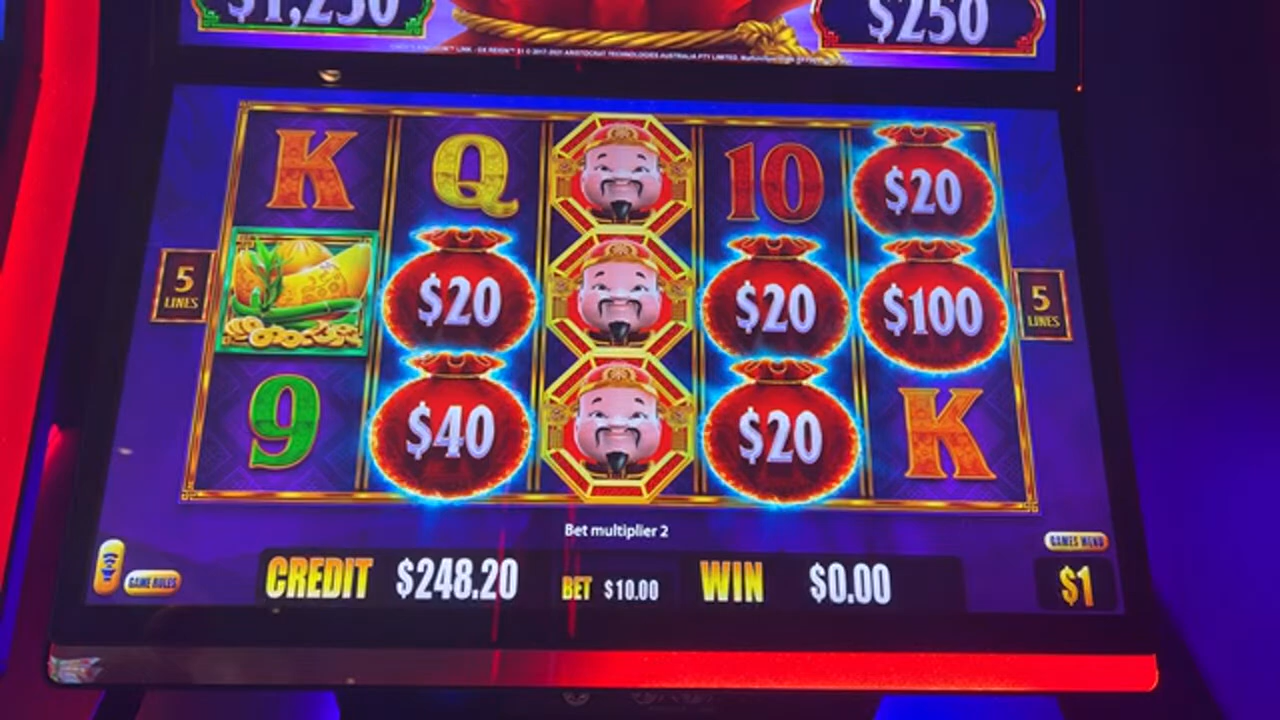 $1,250
$250
K
Q
10
$20
5
LINES
$20
$20
$100
5
LINES
9
$40
$20
K
Bet multiplier 2
GAMES MENU
GAME RULES
CREDIT $248.20 BET $10.00 WIN $0.00 $1